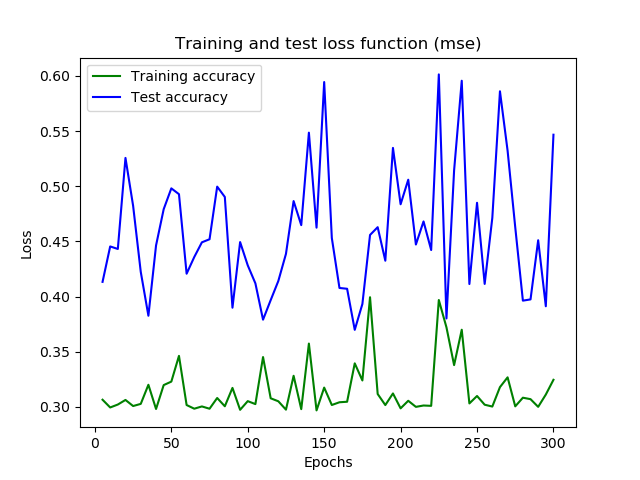 Training and test loss function (mse)
Training accuracy
Test accuracy
0.60
0.55
0.50
0.45
0.40
0.35
0.30
Loss
0
50
100
150
200
250
300
Epochs